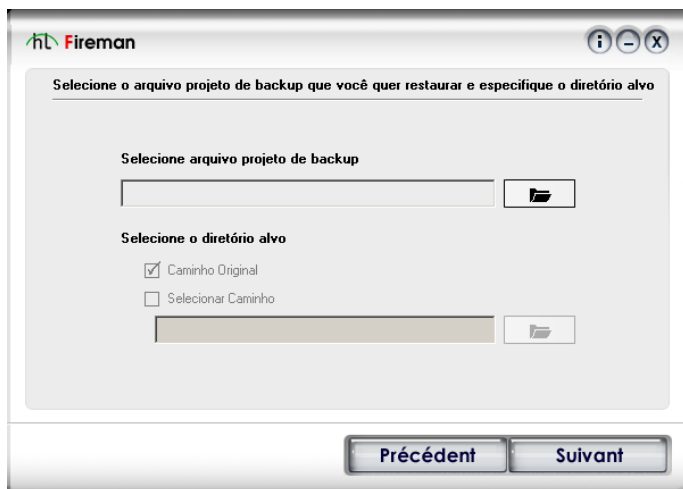 hL Fireman
Selecione o arquivo projeto de backup que você quer restaurar e especifique o diretório alvo
Selecione arquivo projeto de backup
Selecione o diretório alvo
Caminho Original
Selecionar Caminho
Précédent Suivant